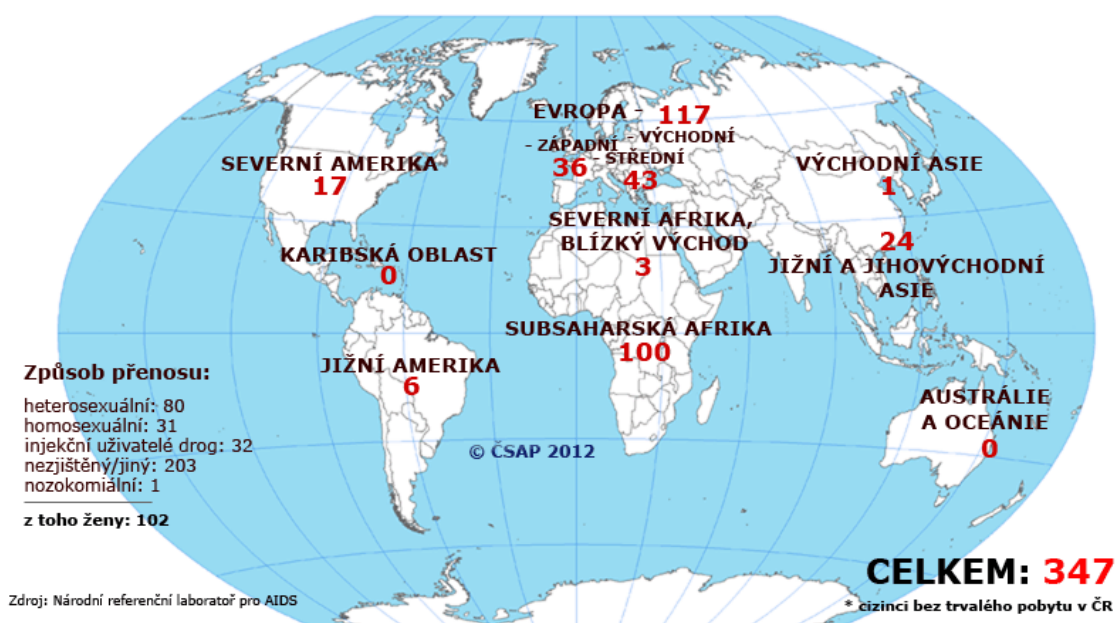 EVROPA - 117
- VÝCHODNÍ
- ZÁPADNÍ
36
- STŘEDNÍ
43
SEVERNÍ AMERIKA
17
VÝCHODNÍ ASIE
1
SEVERNÍ AFRIKA,
BLÍZKÝ VÝCHOD
3
KARIBSKÁ OBLAST
0
24
JIŽNÍ A JIHOVÝCHODNÍ
ASIE
SUBSAHARSKÁ AFRIKA
100
JIŽNÍ AMERIKA
6
AUSTRÁLIE
A OCEÁNIE
0
Způsob přenosu:
heterosexuální: 80
homosexuální: 31
injekční uživatelé drog: 32
nezjištěný/jiný: 203
nozokomiální: 1
z toho ženy: 102
© ČSAP 2012
CELKEM: 347
Zdroj: Národní referenční laboratoř pro AIDS
* cizinci bez trvalého pobytu v ČR